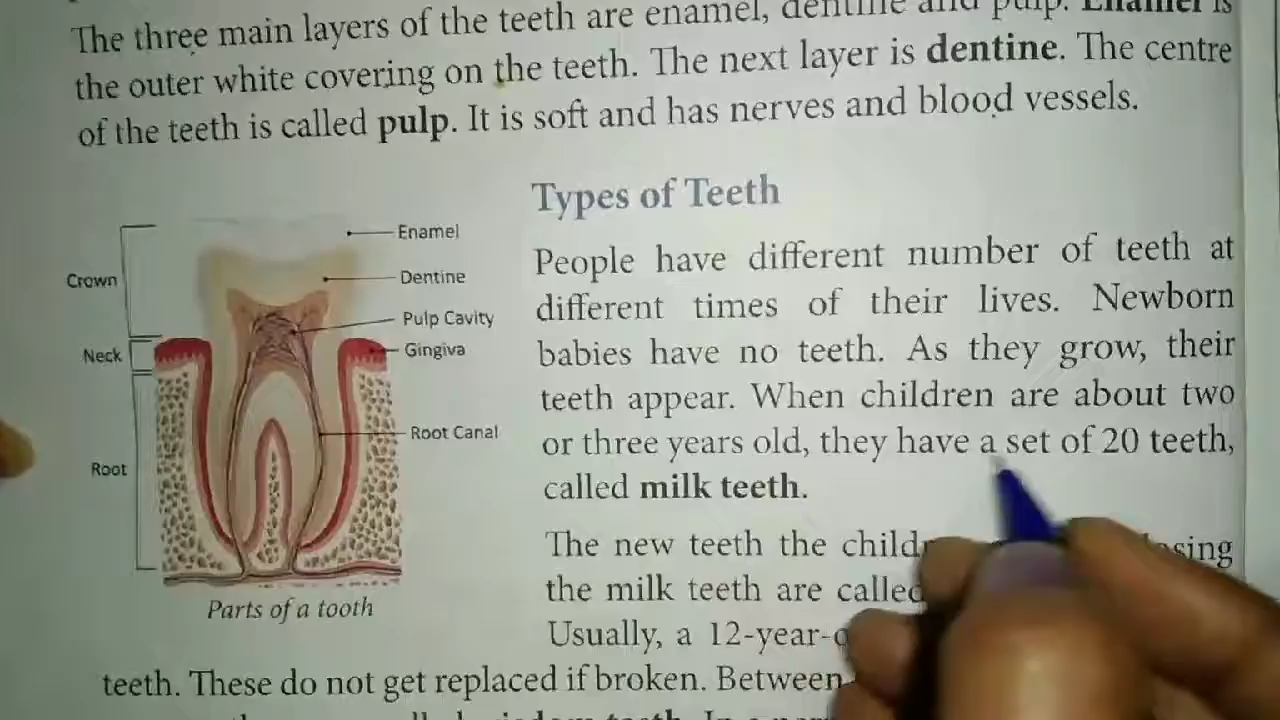 The three main layers of the teeth are enamel, dentine and pulp. Enamel is
the outer white covering on the teeth. The next layer is dentine. The centre
of the teeth is called pulp. It is soft and has nerves and blood vessels.
Crown
Neck
Root
Enamel
Dentine
Pulp Cavity
Gingiva
Root Canal
Parts of a tooth
Types of Teeth
People have different number of teeth at
different times of their lives. Newborn
babies have no teeth. As they grow, their
teeth appear. When children are about two
or three years old, they have a set of 20 teeth,
called milk teeth.
The new teeth the
the milk teeth are called
Usually, a
teeth. These do not get replaced if broken. Between
teeth. In a